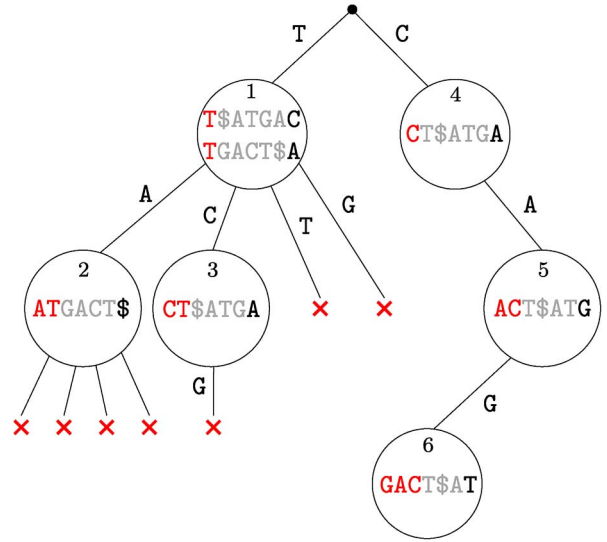 T C
1
T$ATGAC
TGACT$A
4
CT$ATGA
A C T G A
2
ATGACT$
3
CT$ATGA
5
ACT$ATG
G G
6
GACT$AT